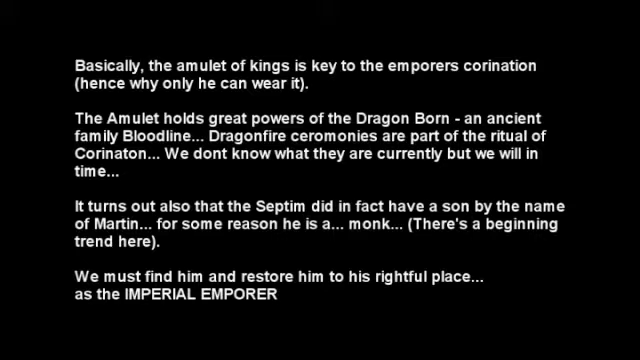 Basically, the amulet of kings is key to the emporers corination
(hence why only he can wear it).
The Amulet holds great powers of the Dragon Born - an ancient
family Bloodline... Dragonfire ceromonies are part of the ritual of
Corinaton... We dont know what they are currently but we will in
time...
It turns out also that the Septim did in fact have a son by the name
of Martin... for some reason he is a... monk... (There's a beginning
trend here).
We must find him and restore him to his rightful place...
as the IMPERIAL EMPORER